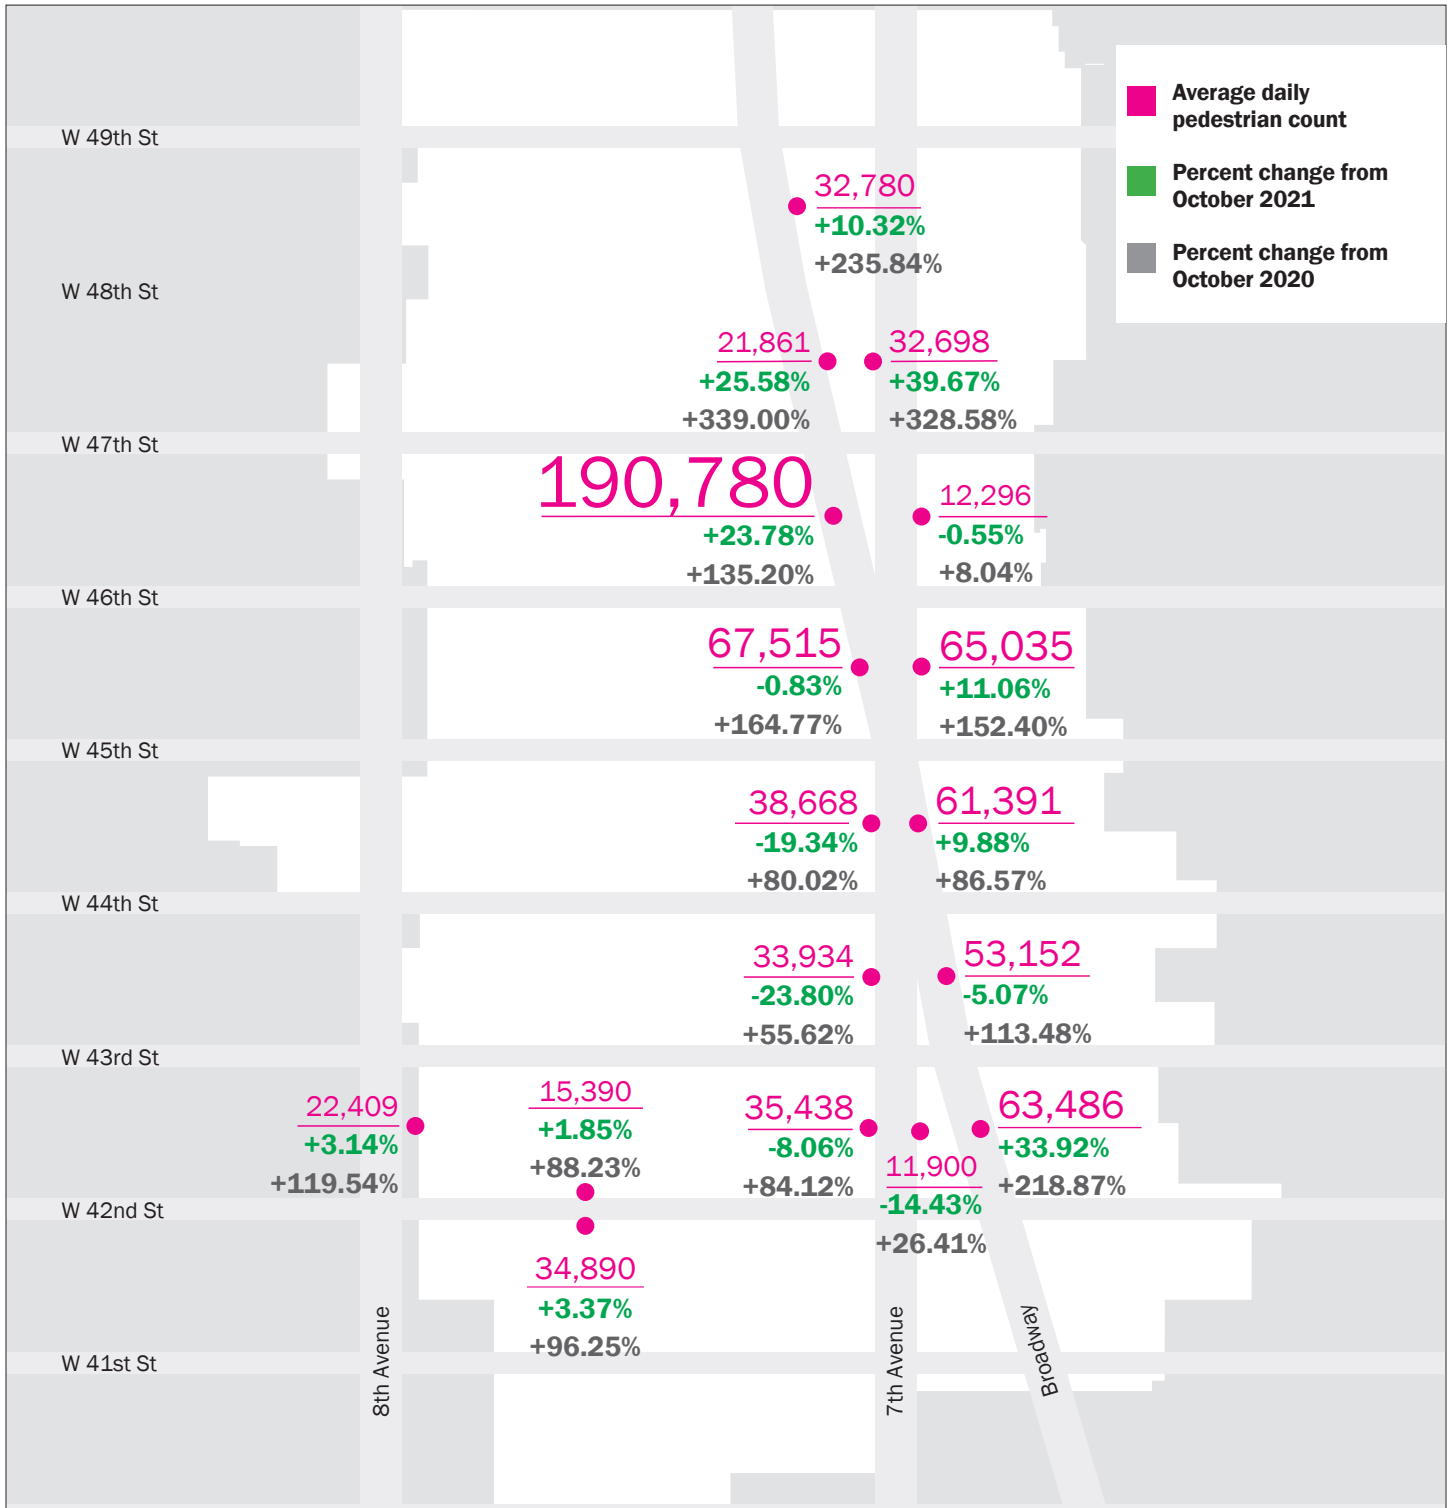 Average daily
pedestrian count
Percent change from
October 2021
Percent change from
October 2020
W 49th St
32,780
+10.32%
+235.84%
W 48th St
21,861
+25.58%
+339.00%
32,698
+39.67%
+328.58%
W 47th St
190,780
+23.78%
+135.20%
12,296
-0.55%
+8.04%
W 46th St
67,515
-0.83%
+164.77%
65,035
+11.06%
+152.40%
W 45th St
38,668
-19.34%
+80.02%
61,391
+9.88%
+86.57%
W 44th St
33,934
-23.80%
+55.62%
53,152
-5.07%
+113.48%
W 43rd St
22,409
+3.14%
+119.54%
15,390
+1.85%
+88.23%
35,438
-8.06%
+84.12%
11,900
-14.43%
+26.41%
63,486
+33.92%
+218.87%
W 42nd St
34,890
+3.37%
+96.25%
W 41st St
8th Avenue
7th Avenue
Broadway